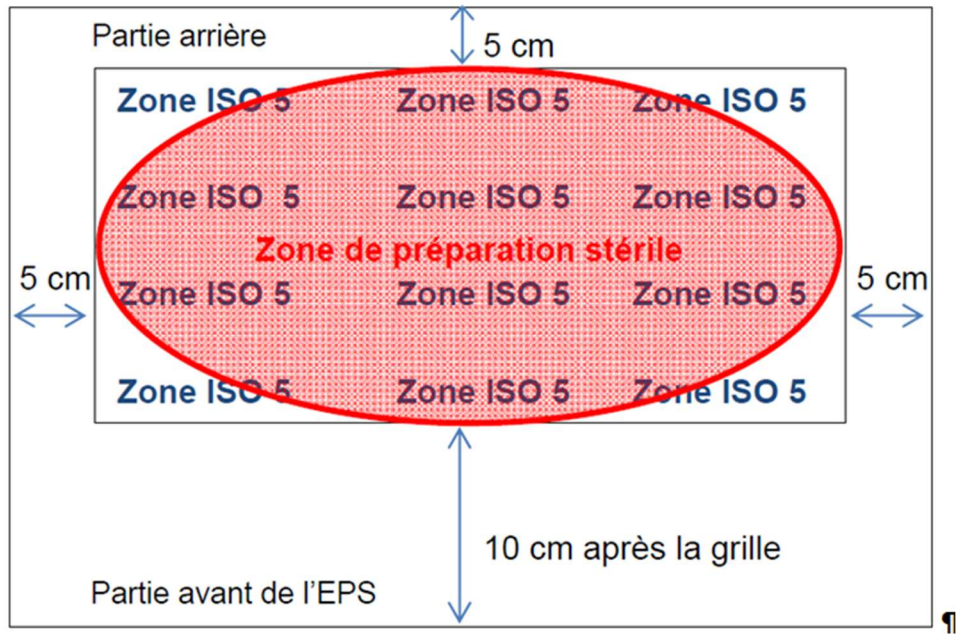 Partie arrière
5 cm
Zone ISO 5 Zone ISO 5 Zone ISO 5
Zone ISO 5 Zone ISO 5 Zone ISO 5
Zone de préparation stérile
5 cm 5 cm
Zone ISO 5 Zone ISO 5 Zone ISO 5
Zone ISO 5 Zone ISO 5 Zone ISO 5
10 cm après la grille
Partie avant de l’EPS
¶